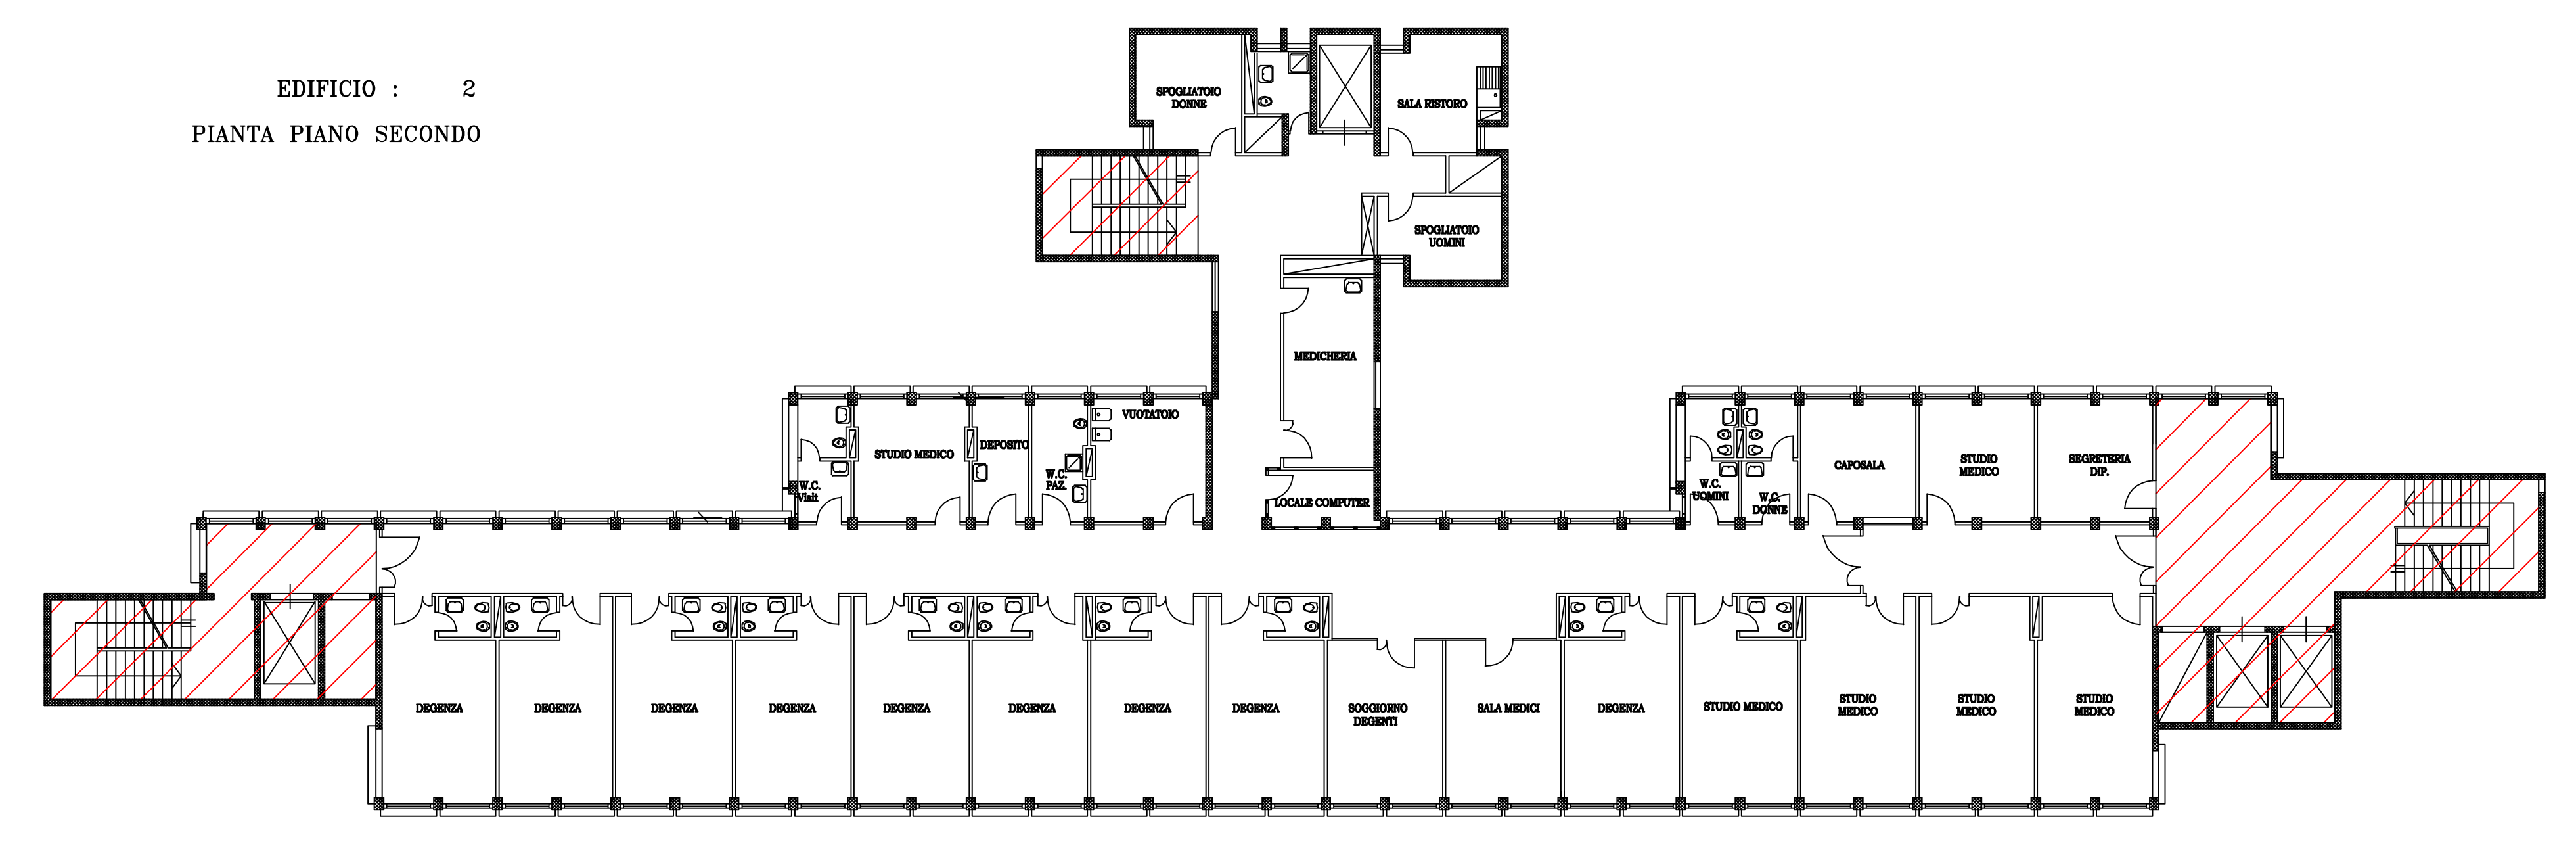 EDIFICIO : 2
PIANTA PIANO SECONDO
SPOGLIATOIO
DONNE
SALA RISTORO
SPOGLIATOIO
UOMINI
MEDICHERIA
LOCALE COMPUTER
W.C.
Visit
STUDIO MEDICO
DEPOSITO
W.C.
PAZ.
VUOTATOIO
W.C.
UOMINI
W.C.
DONNE
CAPOSALA
STUDIO
MEDICO
SEGRETERIA
DIP.
DEGENZA
DEGENZA
DEGENZA
DEGENZA
DEGENZA
DEGENZA
DEGENZA
DEGENZA
SOGGIORNO
DEGENTI
SALA MEDICI
DEGENZA
STUDIO MEDICO
STUDIO
MEDICO
STUDIO
MEDICO
STUDIO
MEDICO